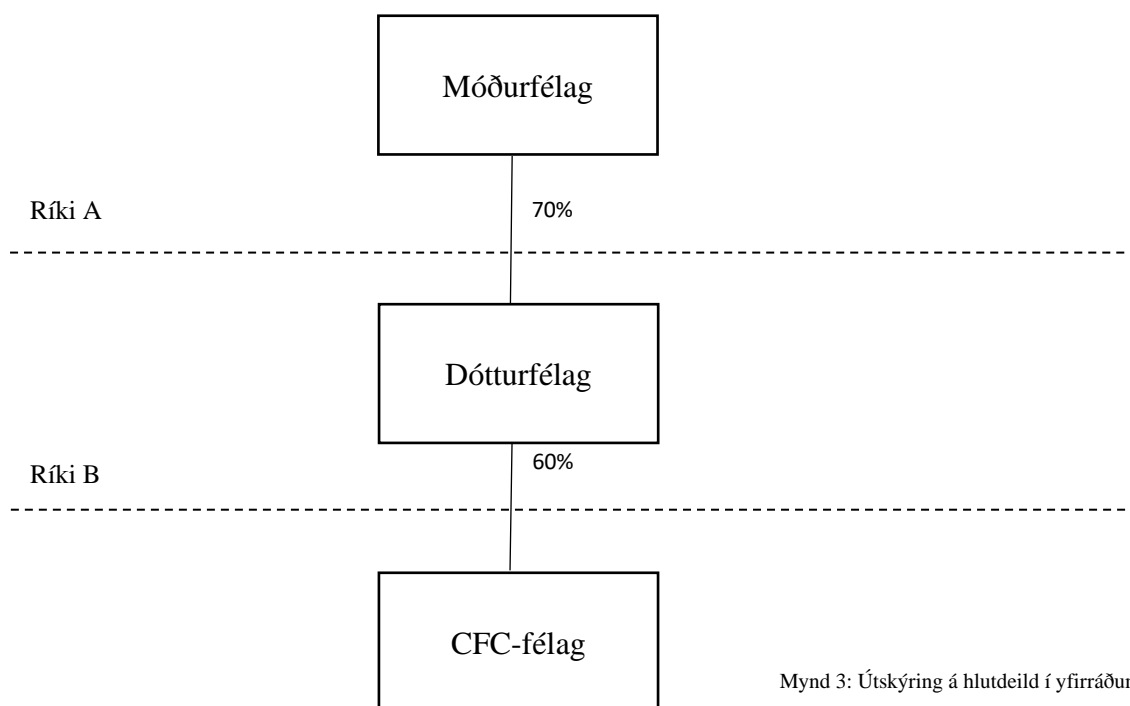 Móðurfélag
Ríki A
70%
Dótturfélag
Ríki B
60%
CFC-félag
Mynd 3: Útskýring á hlutdeild í